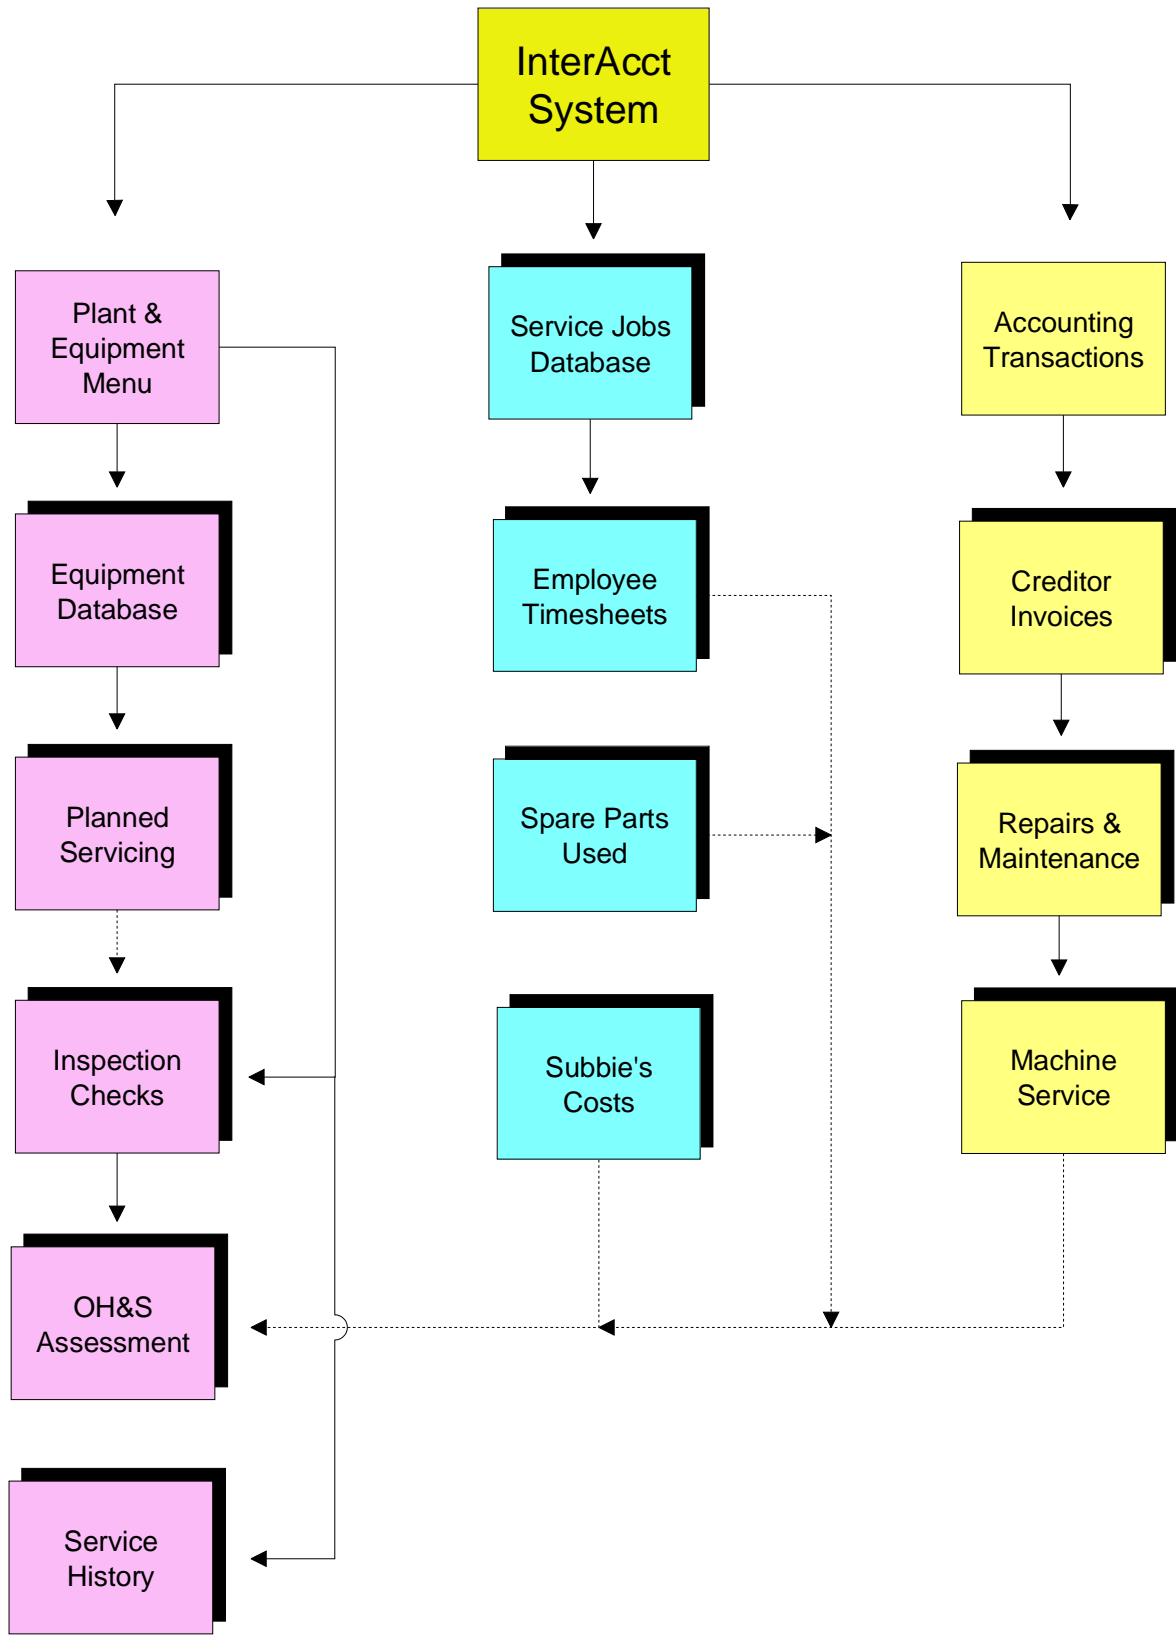 InterAcct
System
Plant &
Equipment
Menu
Service Jobs
Database
Accounting
Transactions
Equipment
Database
Employee
Timesheets
Creditor
Invoices
Planned
Servicing
Spare Parts
Used
Repairs &
Maintenance
Inspection
Checks
Subbie's
Costs
Machine
Service
OH&S
Assessment
Service
History